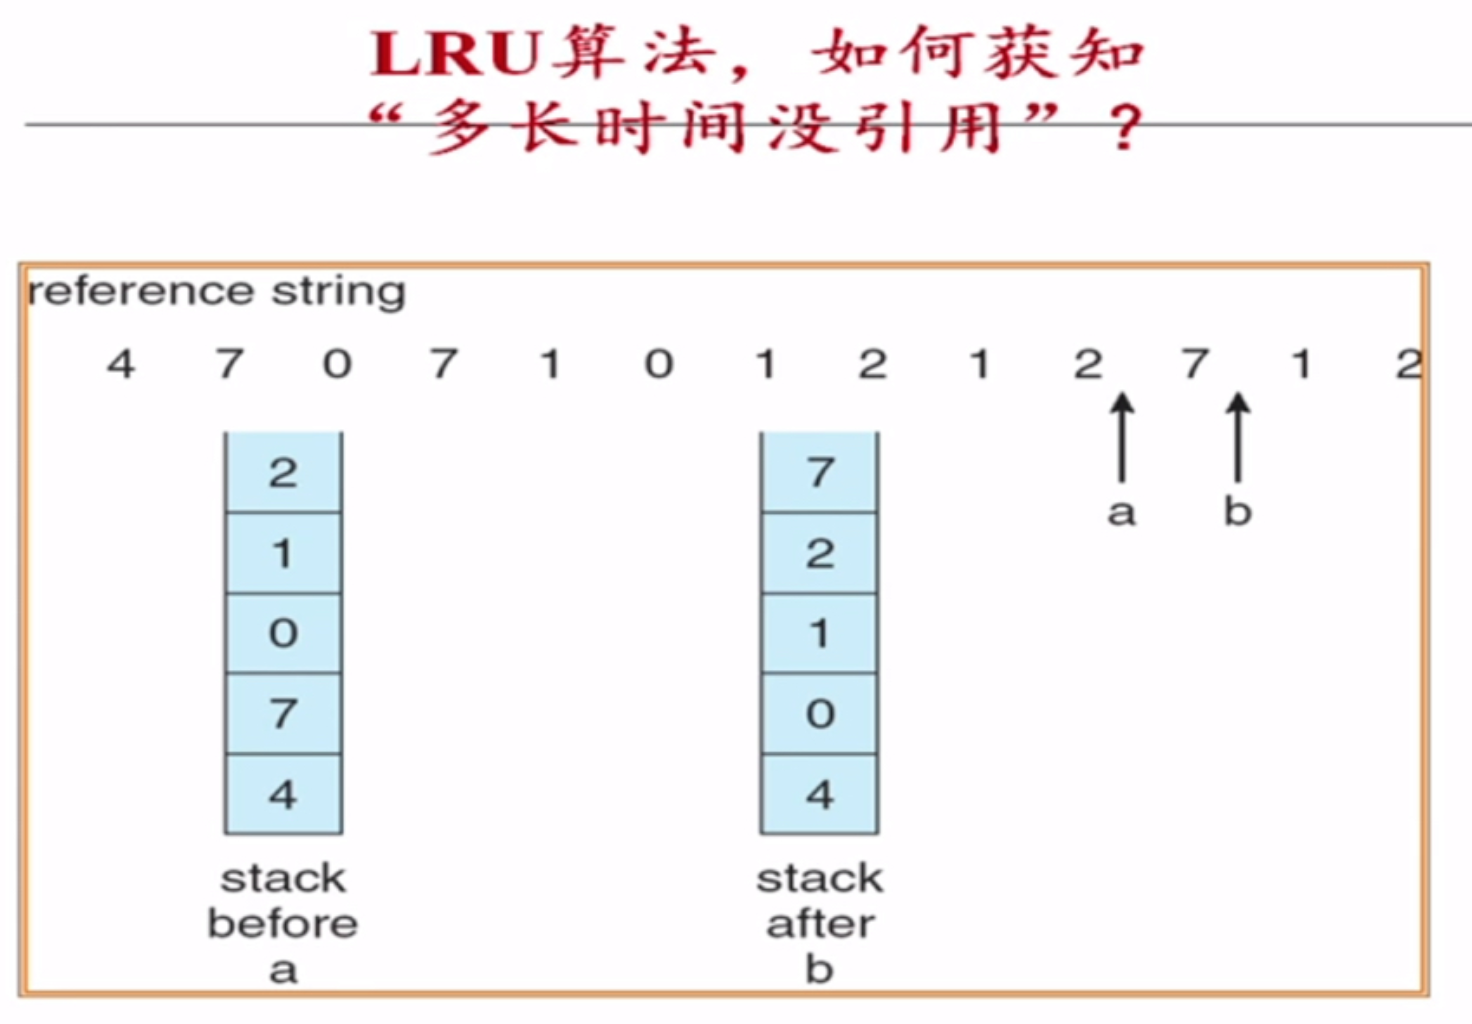 LRU算法，如何获知
“多长时间没引用”？
reference string
4 7 0 7 1 0 1 2 1 2 7 1 2
a b
2 7
1 2
0 1
7 0
4 4
stack stack
before after
a b